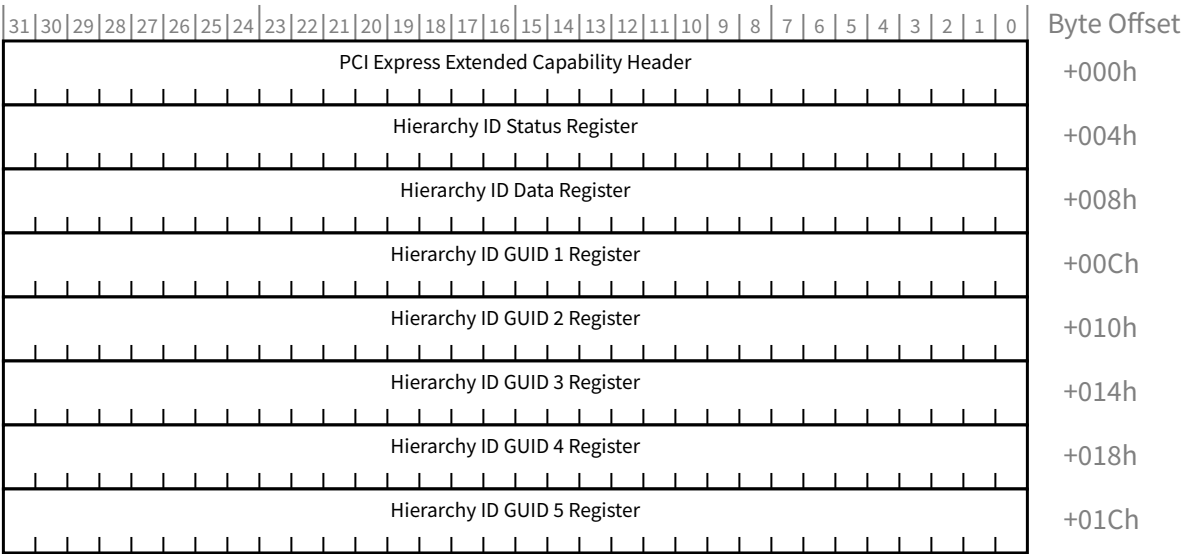 31 30 29 28 27 26 25 24 23 22 21 20 19 18 17 16 15 14 13 12 11 10 9 8 7 6 5 4 3 2 1 0 Byte Offset
PCI Express Extended Capability Header +000h
Hierarchy ID Status Register +004h
Hierarchy ID Data Register +008h
Hierarchy ID GUID 1 Register +00Ch
Hierarchy ID GUID 2 Register +010h
Hierarchy ID GUID 3 Register +014h
Hierarchy ID GUID 4 Register +018h
Hierarchy ID GUID 5 Register +01Ch